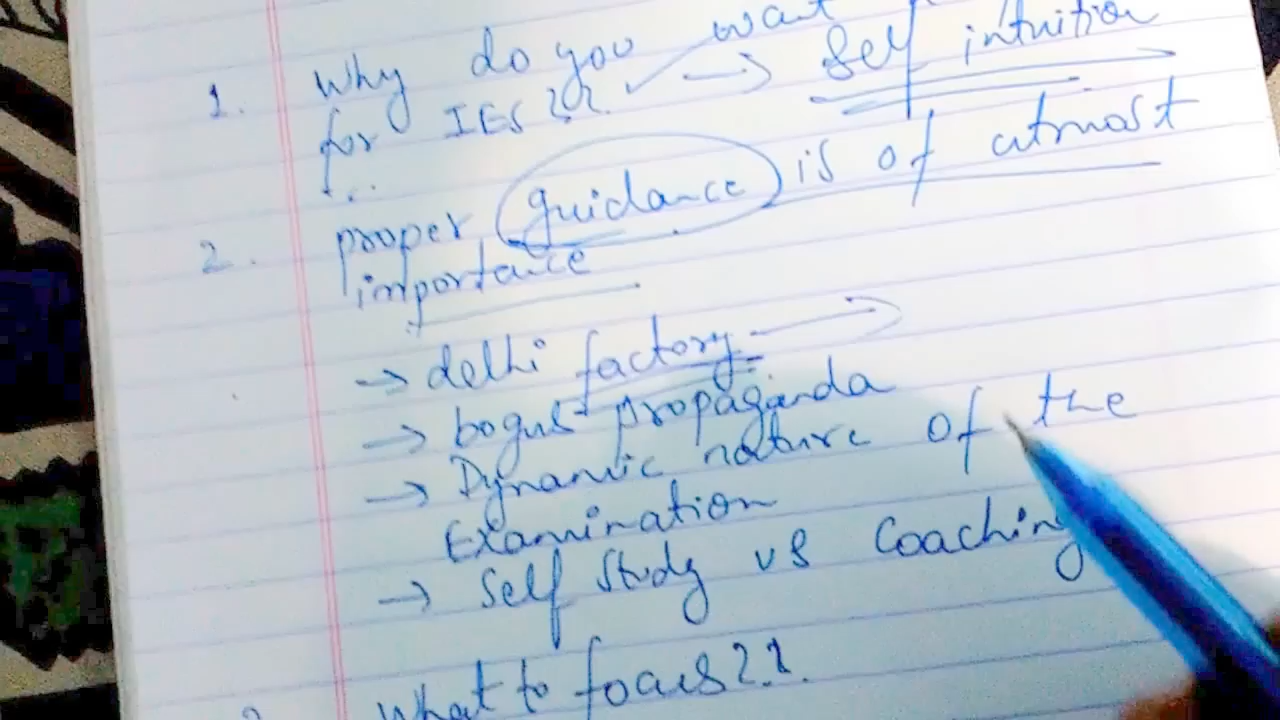 1. Why do you want
for IES ?? → Self intuition
2. proper guidance is of utmost
importance
→ delhi factory →
→ bogus propaganda
→ Dynamic nature of the
Examination
→ Self Study vs Coaching
What to focus??